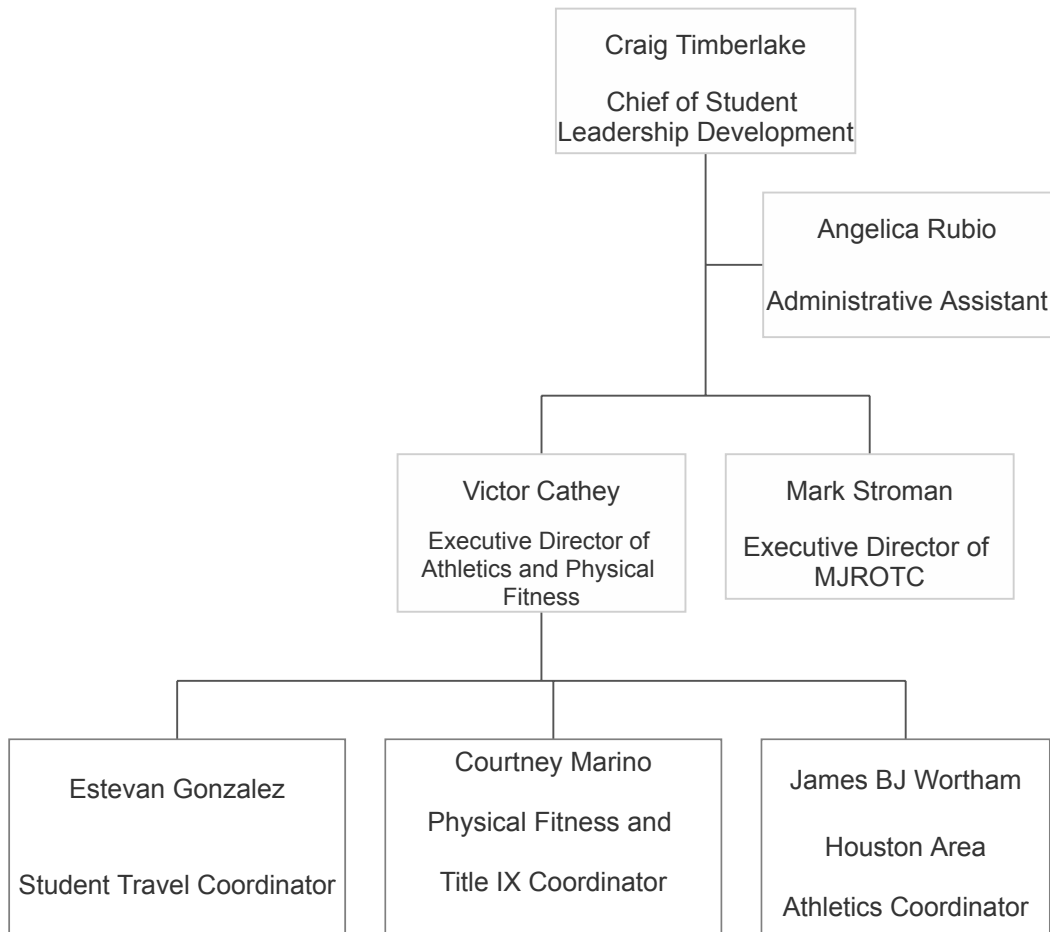 Craig Timberlake
Chief of Student
Leadership Development
Angelica Rubio
Administrative Assistant
Victor Cathey
Executive Director of
Athletics and Physical
Fitness
Mark Stroman
Executive Director of
MJROTC
Estevan Gonzalez
Student Travel Coordinator
Courtney Marino
Physical Fitness and
Title IX Coordinator
James BJ Wortham
Houston Area
Athletics Coordinator